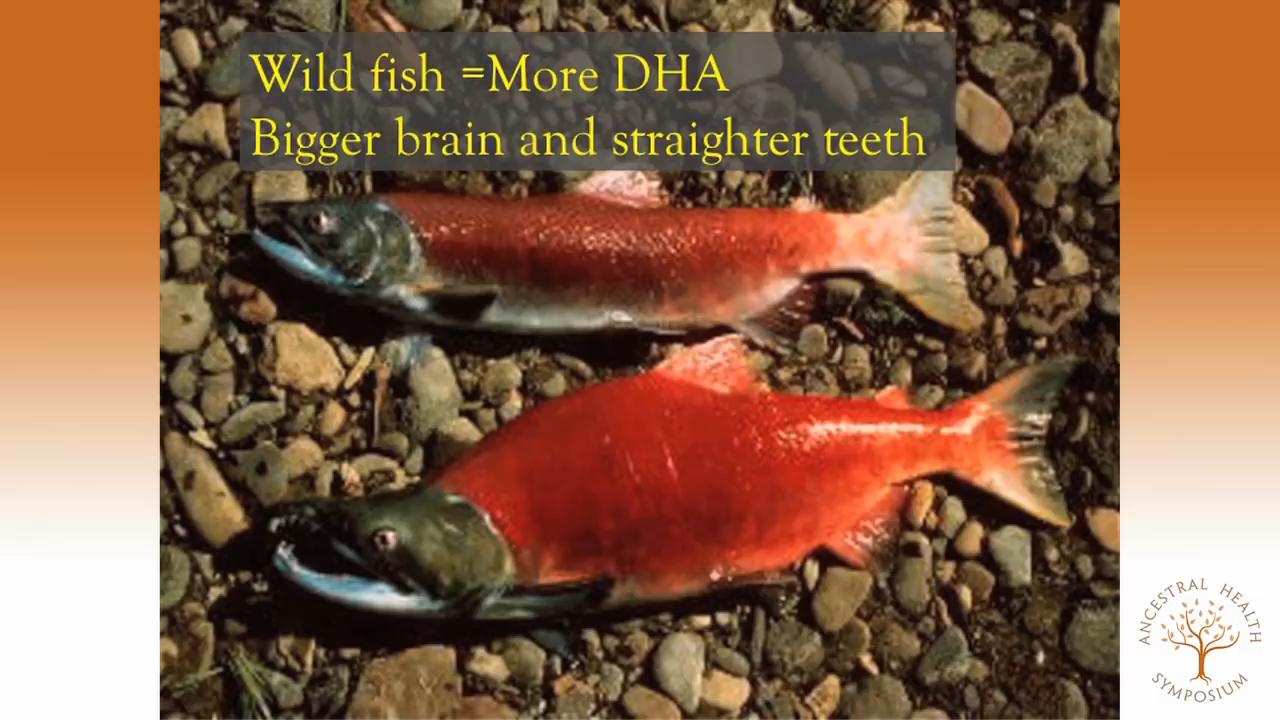 Wild fish =More DHA
Bigger brain and straighter teeth
ANCESTRAL HEALTH
SYMPOSIUM